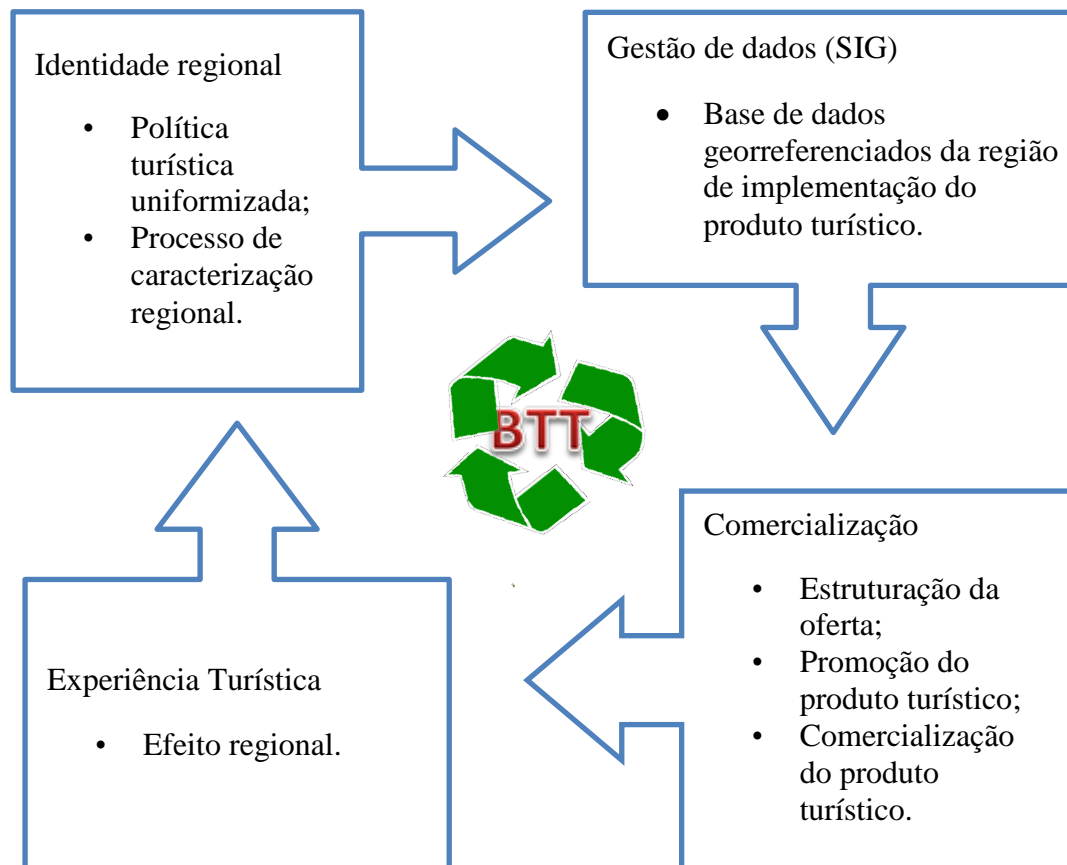 Identidade regional
• Política
turística
uniformizada;
• Processo de
caracterização
regional.
Gestão de dados (SIG)
• Base de dados
georreferenciados da região
de implementação do
produto turístico.
BTT
Comercialização
• Estruturação da
oferta;
• Promoção do
produto turístico;
• Comercialização
do produto
turístico.
Experiência Turística
• Efeito regional.